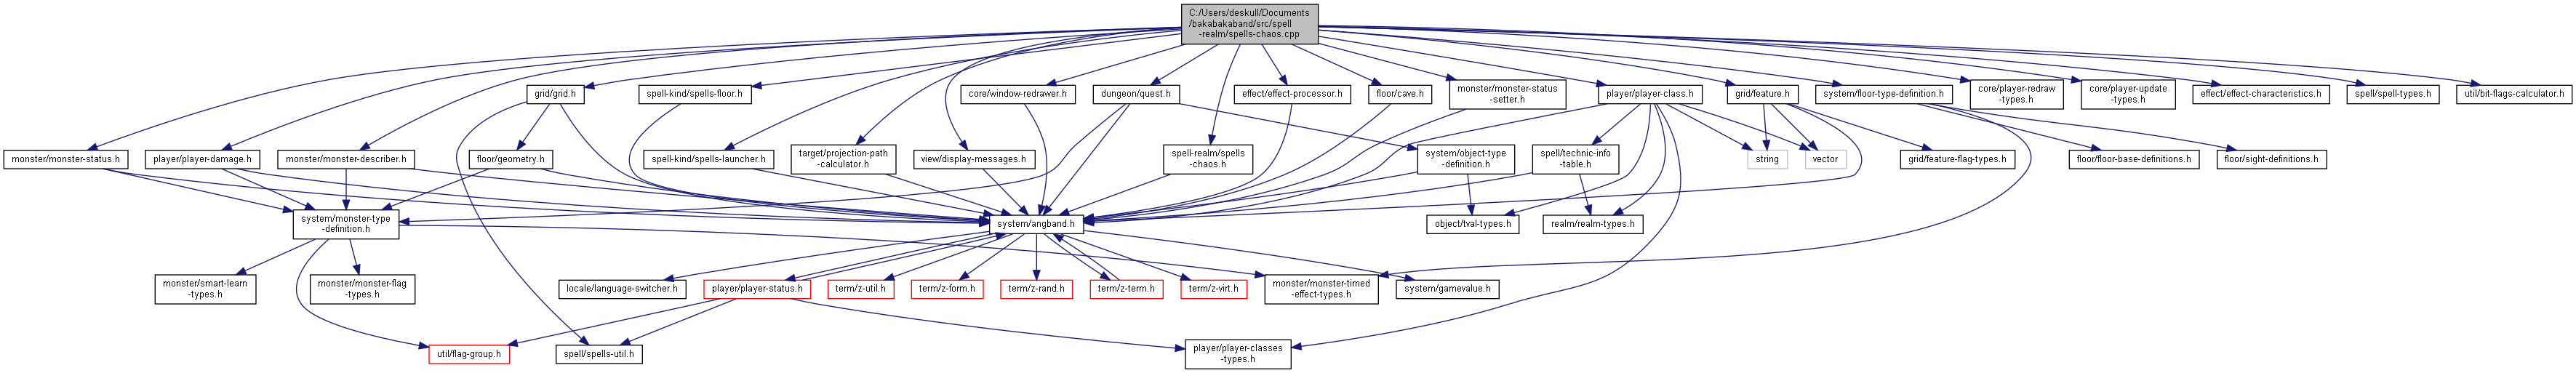 C:/Users/deskull/Documents
/bakabakaband/src/spell
-realm/spells-chaos.cpp
grid/grid.h
spell-kind/spells-floor.h
core/window-redrawer.h
dungeon/quest.h
effect/effect-processor.h
floor/cave.h
monster/monster-status
-setter.h
player/player-class.h
grid/feature.h
system/floor-type-definition.h
core/player-redraw
-types.h
core/player-update
-types.h
effect/effect-characteristics.h
spell/spell-types.h
util/bit-flags-calculator.h
monster/monster-status.h
player/player-damage.h
monster/monster-describer.h
floor/geometry.h
spell-kind/spells-launcher.h
target/projection-path
-calculator.h
view/display-messages.h
spell-realm/spells
-chaos.h
system/object-type
-definition.h
spell/technic-info
-table.h
string
vector
grid/feature-flag-types.h
floor/floor-base-definitions.h
floor/sight-definitions.h
system/monster-type
-definition.h
system/angband.h
object/tval-types.h
realm/realm-types.h
monster/smart-learn
-types.h
monster/monster-flag
-types.h
locale/language-switcher.h
player/player-status.h
term/z-util.h
term/z-form.h
term/z-rand.h
term/z-term.h
term/z-virt.h
monster/monster-timed
-effect-types.h
system/gamevalue.h
util/flag-group.h
spell/spells-util.h
player/player-classes
-types.h